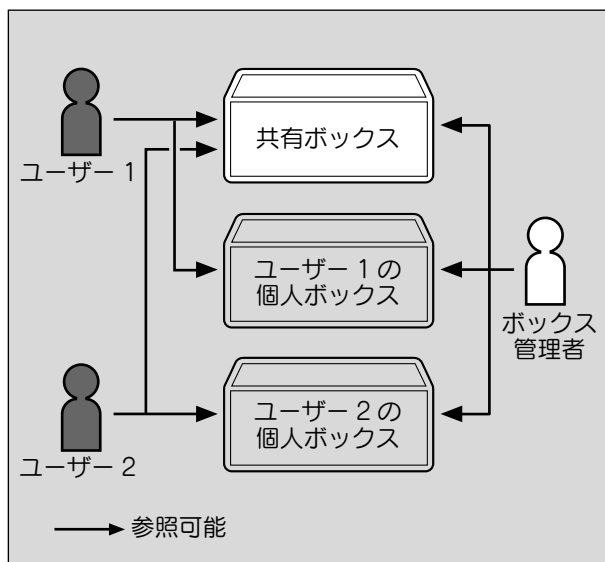 共有ボックス
ユーザー 1
ユーザー 1 の
個人ボックス
ボックス
管理者
ユーザー 2 の
個人ボックス
ユーザー 2
参照可能